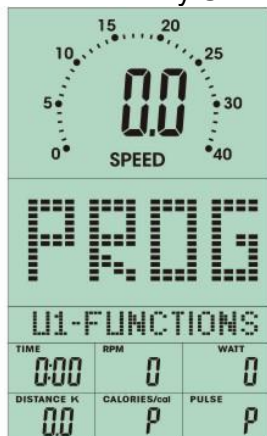 15 20
10 25
0.0
5 30
0 SPEED 40
PROG
U1-FUNCTIONS
TIME RPM WATT
0:00 0 0
DISTANCE K CALORIES/cal PULSE
0.0 P P